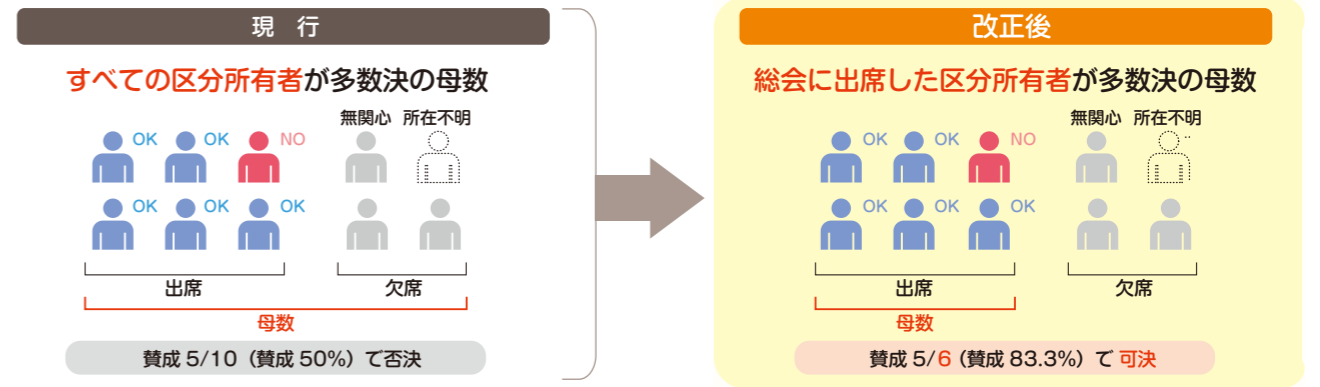 現 行
すべての区分所有者が多数決の母数
無関心 所在不明
OK OK NO
OK OK OK
出席 欠席
母数
賛成 5/10（賛成 50%）で否決
改正後
総会に出席した区分所有者が多数決の母数
無関心 所在不明
OK OK NO
OK OK OK
出席 欠席
母数
賛成 5/6（賛成 83.3%）で 可決